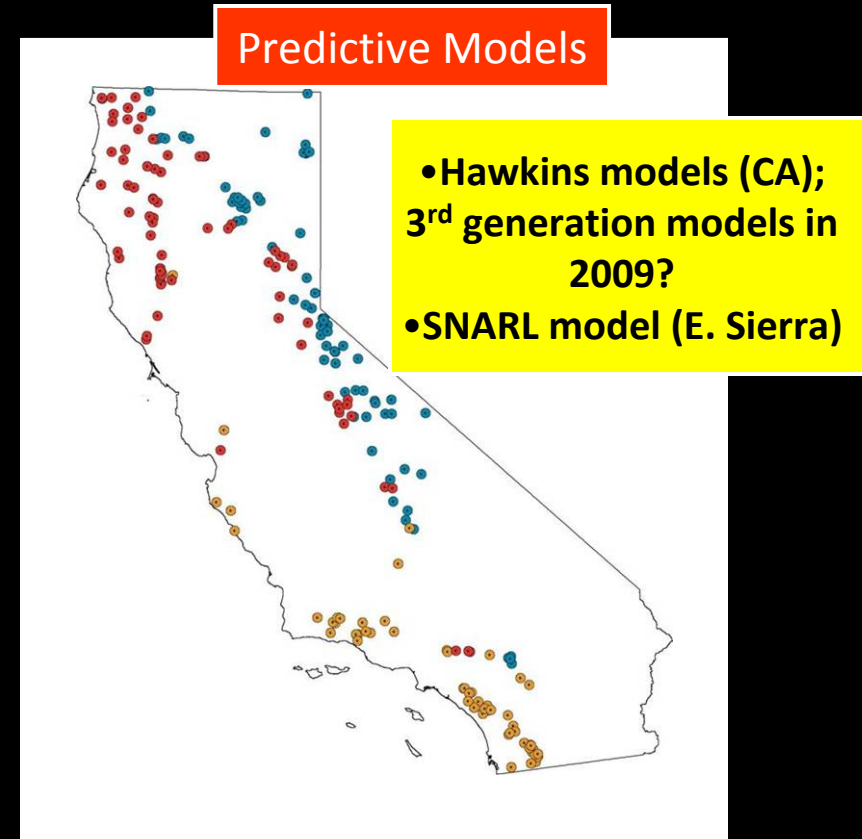 Predictive Models
•Hawkins models (CA);
3rd generation models in
2009?
•SNARL model (E. Sierra)